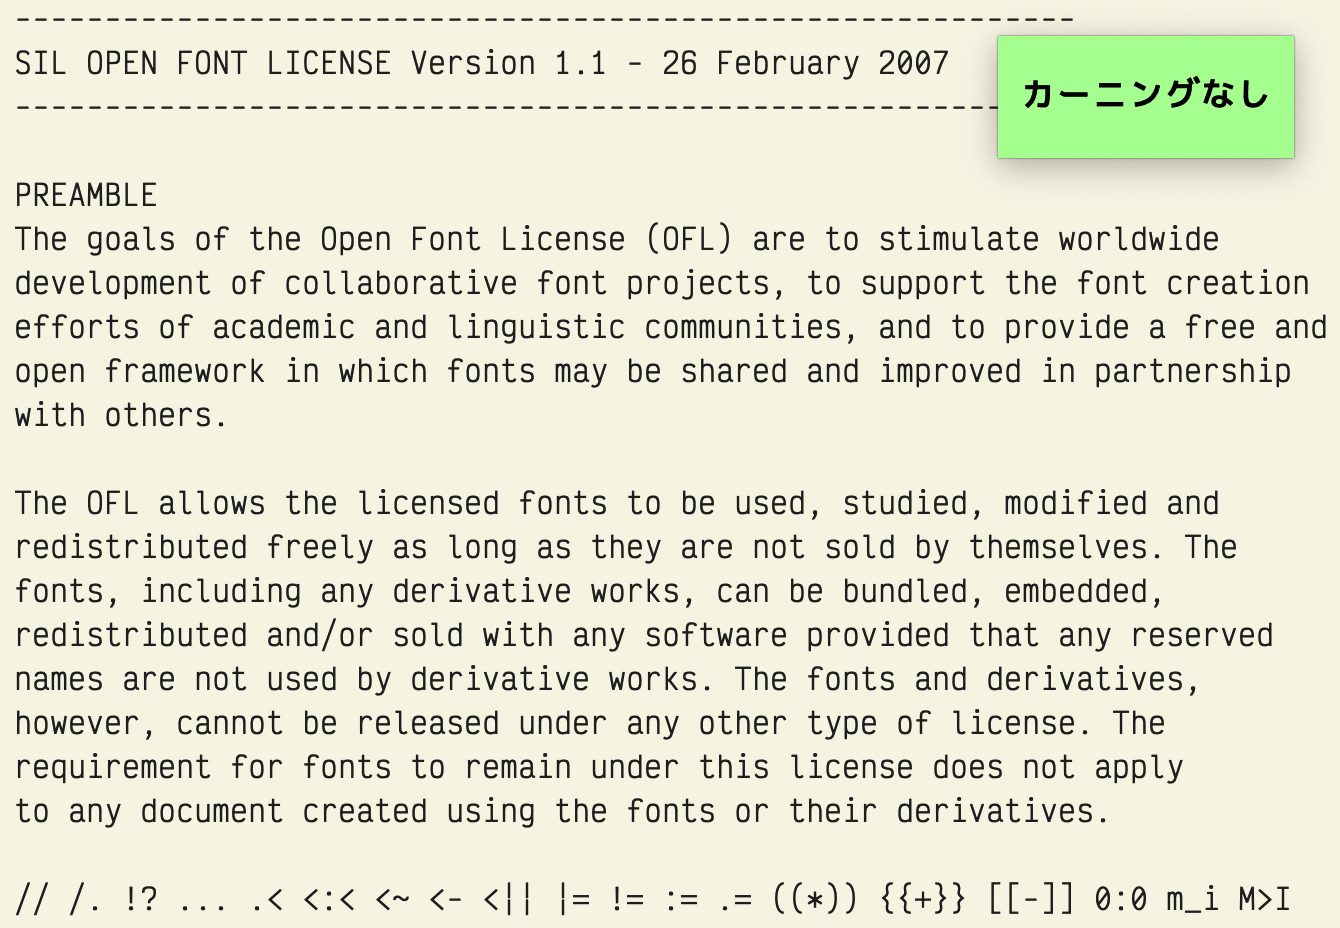 -----------------------------------------------------------
SIL OPEN FONT LICENSE Version 1.1 - 26 February 2007
-------------------------------------------------------
カーニングなし
PREAMBLE
The goals of the Open Font License (OFL) are to stimulate worldwide
development of collaborative font projects, to support the font creation
efforts of academic and linguistic communities, and to provide a free and
open framework in which fonts may be shared and improved in partnership
with others.
The OFL allows the licensed fonts to be used, studied, modified and
redistributed freely as long as they are not sold by themselves. The
fonts, including any derivative works, can be bundled, embedded,
redistributed and/or sold with any software provided that any reserved
names are not used by derivative works. The fonts and derivatives,
however, cannot be released under any other type of license. The
requirement for fonts to remain under this license does not apply
to any document created using the fonts or their derivatives.
// /. !? ... .< <:< <~ <- <|| |= != := .= ((*)) {{+}} [[-]] 0:0 m_i M>I